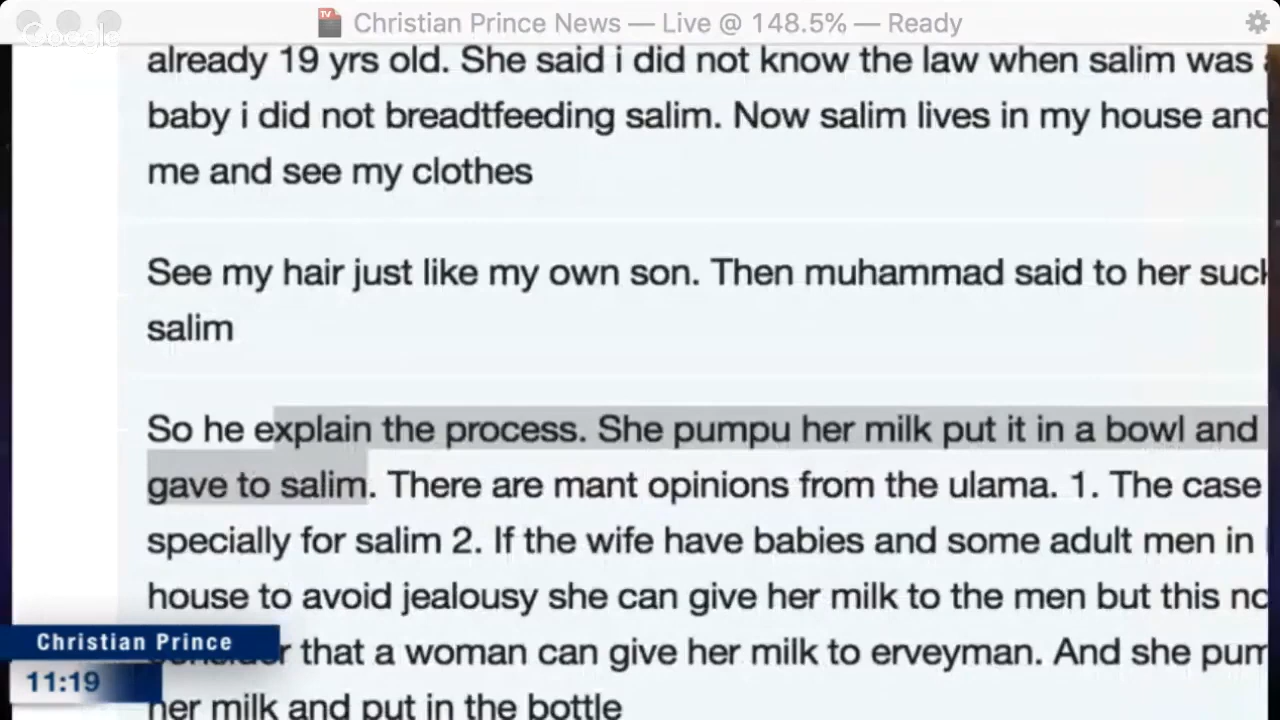 Christian Prince News — Live @ 148.5% — Ready
Google
already 19 yrs old. She said i did not know the law when salim was
baby i did not breadtfeeding salim. Now salim lives in my house and
me and see my clothes
See my hair just like my own son. Then muhammad said to her
salim
So he explain the process. She pumpu her milk put it in a bowl and
gave to salim. There are mant opinions from the ulama. 1. The case
specially for salim 2. If the wife have babies and some adult men in
house to avoid jealousy she can give her milk to the men but this
that a woman can give her milk to erveyman. And she
her milk and put in the bottle
Christian Prince
11:19